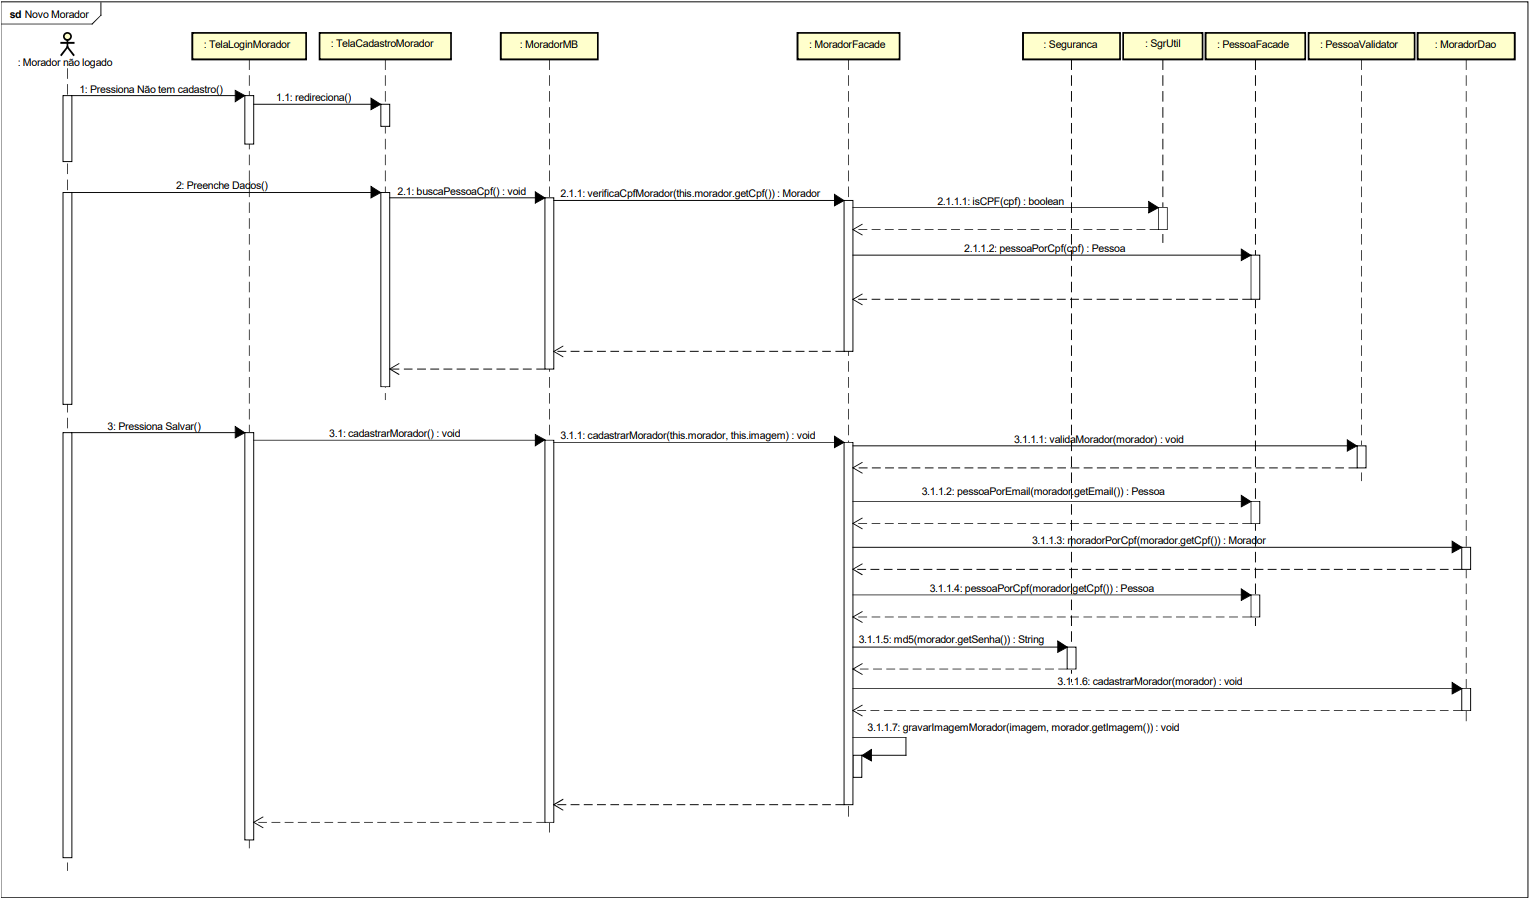 sd Novo Morador
: Morador não logado
: TelaLoginMorador
: TelaCadastroMorador
: MoradorMB
: MoradorFacade
: Seguranca
: SgrUtil
: PessoaFacade
: PessoaValidator
: MoradorDao
1: Pressiona Não tem cadastro()
1.1: redireciona()
2: Preenche Dados()
2.1: buscaPessoaCpf() : void
2.1.1: verificaCpfMorador(this.morador.getCpf()) : Morador
2.1.1.1: isCPF(cpf) : boolean
2.1.1.2: pessoaPorCpf(cpf) : Pessoa
3: Pressiona Salvar()
3.1: cadastrarMorador() : void
3.1.1: cadastrarMorador(this.morador, this.imagem) : void
3.1.1.1: validaMorador(morador) : void
3.1.1.2: pessoaPorEmail(morador.getEmail()) : Pessoa
3.1.1.3: moradorPorCpf(morador.getCpf()) : Morador
3.1.1.4: pessoaPorCpf(morador.getCpf()) : Pessoa
3.1.1.5: md5(morador.getSenha()) : String
3.1.1.6: cadastrarMorador(morador) : void
3.1.1.7: gravarImagemMorador(imagem, morador.getImagem()) : void